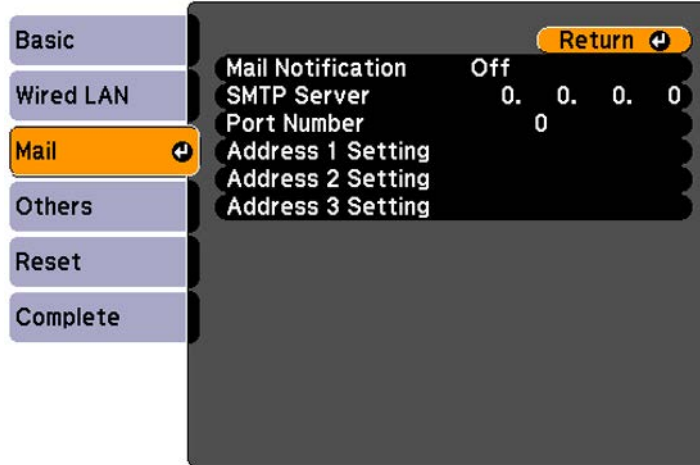 Basic
Wired LAN
Mail
Others
Reset
Complete
Return
Mail Notification Off
SMTP Server 0. 0. 0. 0
Port Number 0
Address 1 Setting
Address 2 Setting
Address 3 Setting